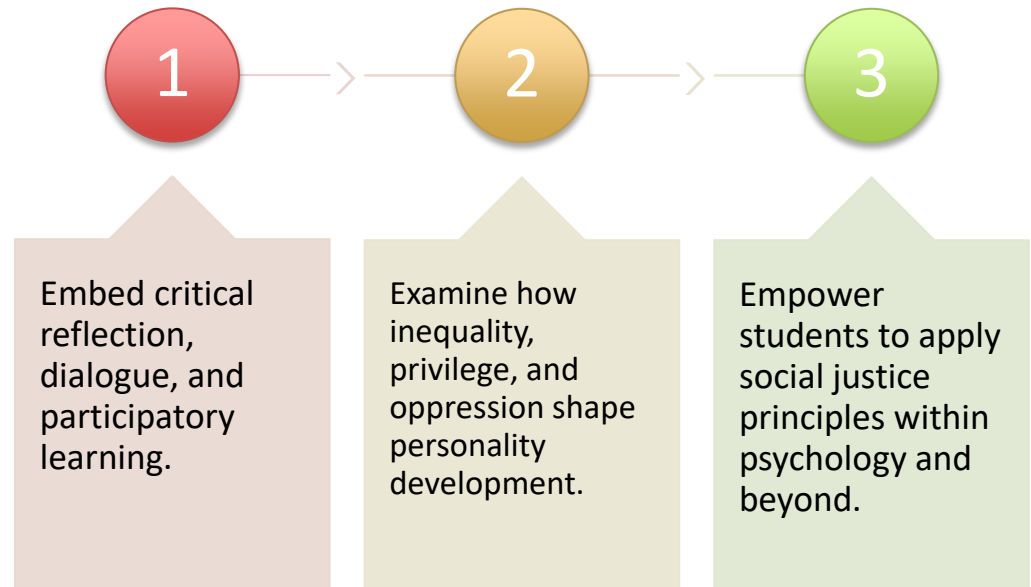 1
Embed critical
reflection,
dialogue, and
participatory
learning.
2
Examine how
inequality,
privilege, and
oppression shape
personality
development.
3
Empower
students to apply
social justice
principles within
psychology and
beyond.